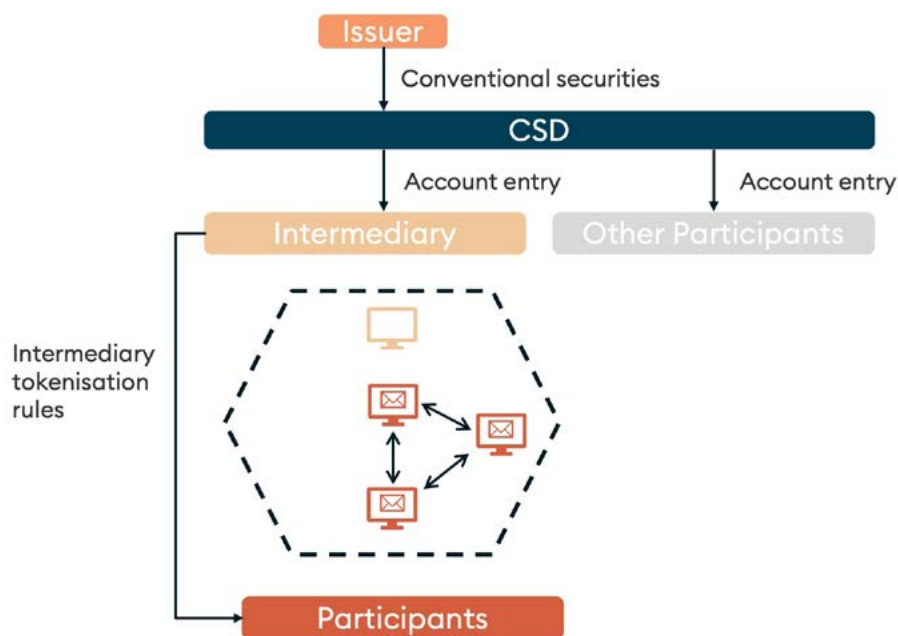 Issuer
Conventional securities
CSD
Account entry
Account entry
Intermediary
Other Participants
Intermediary
tokenisation
rules
Participants